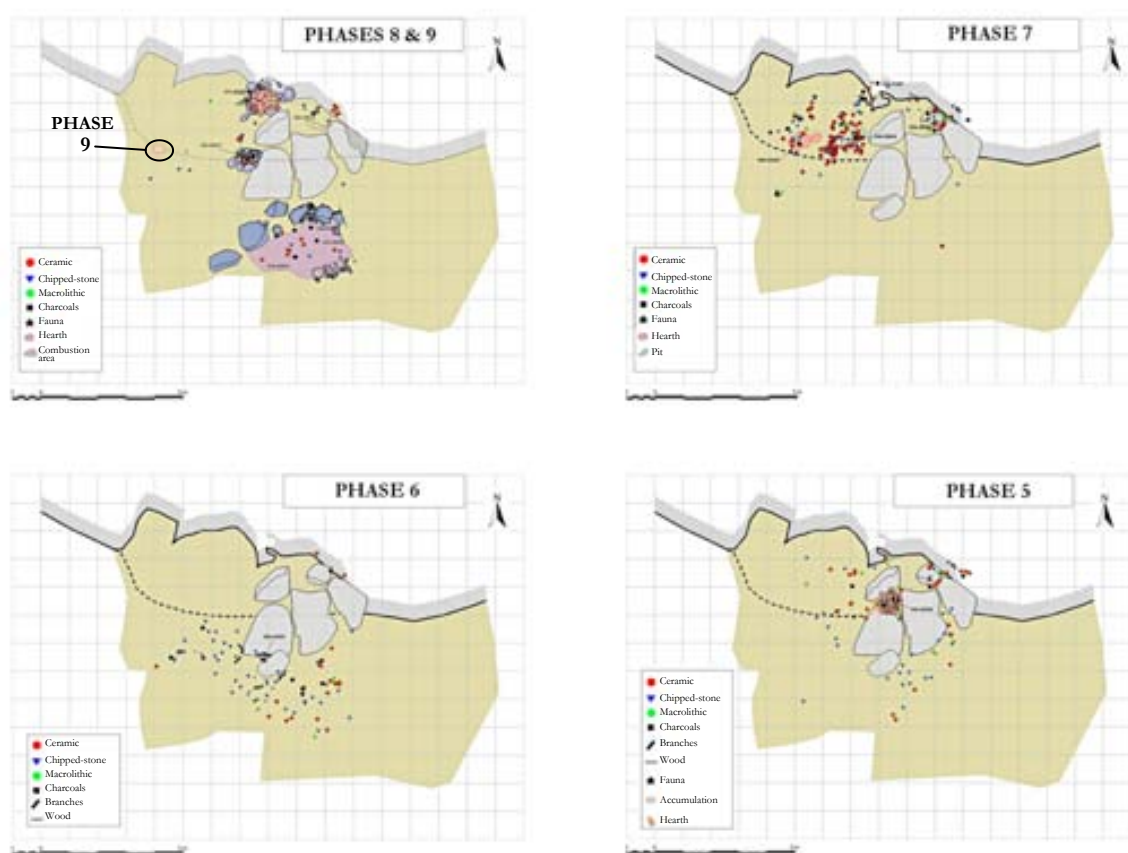 PHASES 8 & 9
N
PHASE
9
Ceramic
Chipped-stone
Macrolithic
Charcoals
Fauna
Hearth
Combustion
area
PHASE 7
N
Ceramic
Chipped-stone
Macrolithic
Charcoals
Fauna
Hearth
Pit
PHASE 6
N
Ceramic
Chipped-stone
Macrolithic
Charcoals
Branches
Wood
PHASE 5
N
Ceramic
Chipped-stone
Macrolithic
Charcoals
Branches
Wood
Fauna
Accumulation
Hearth